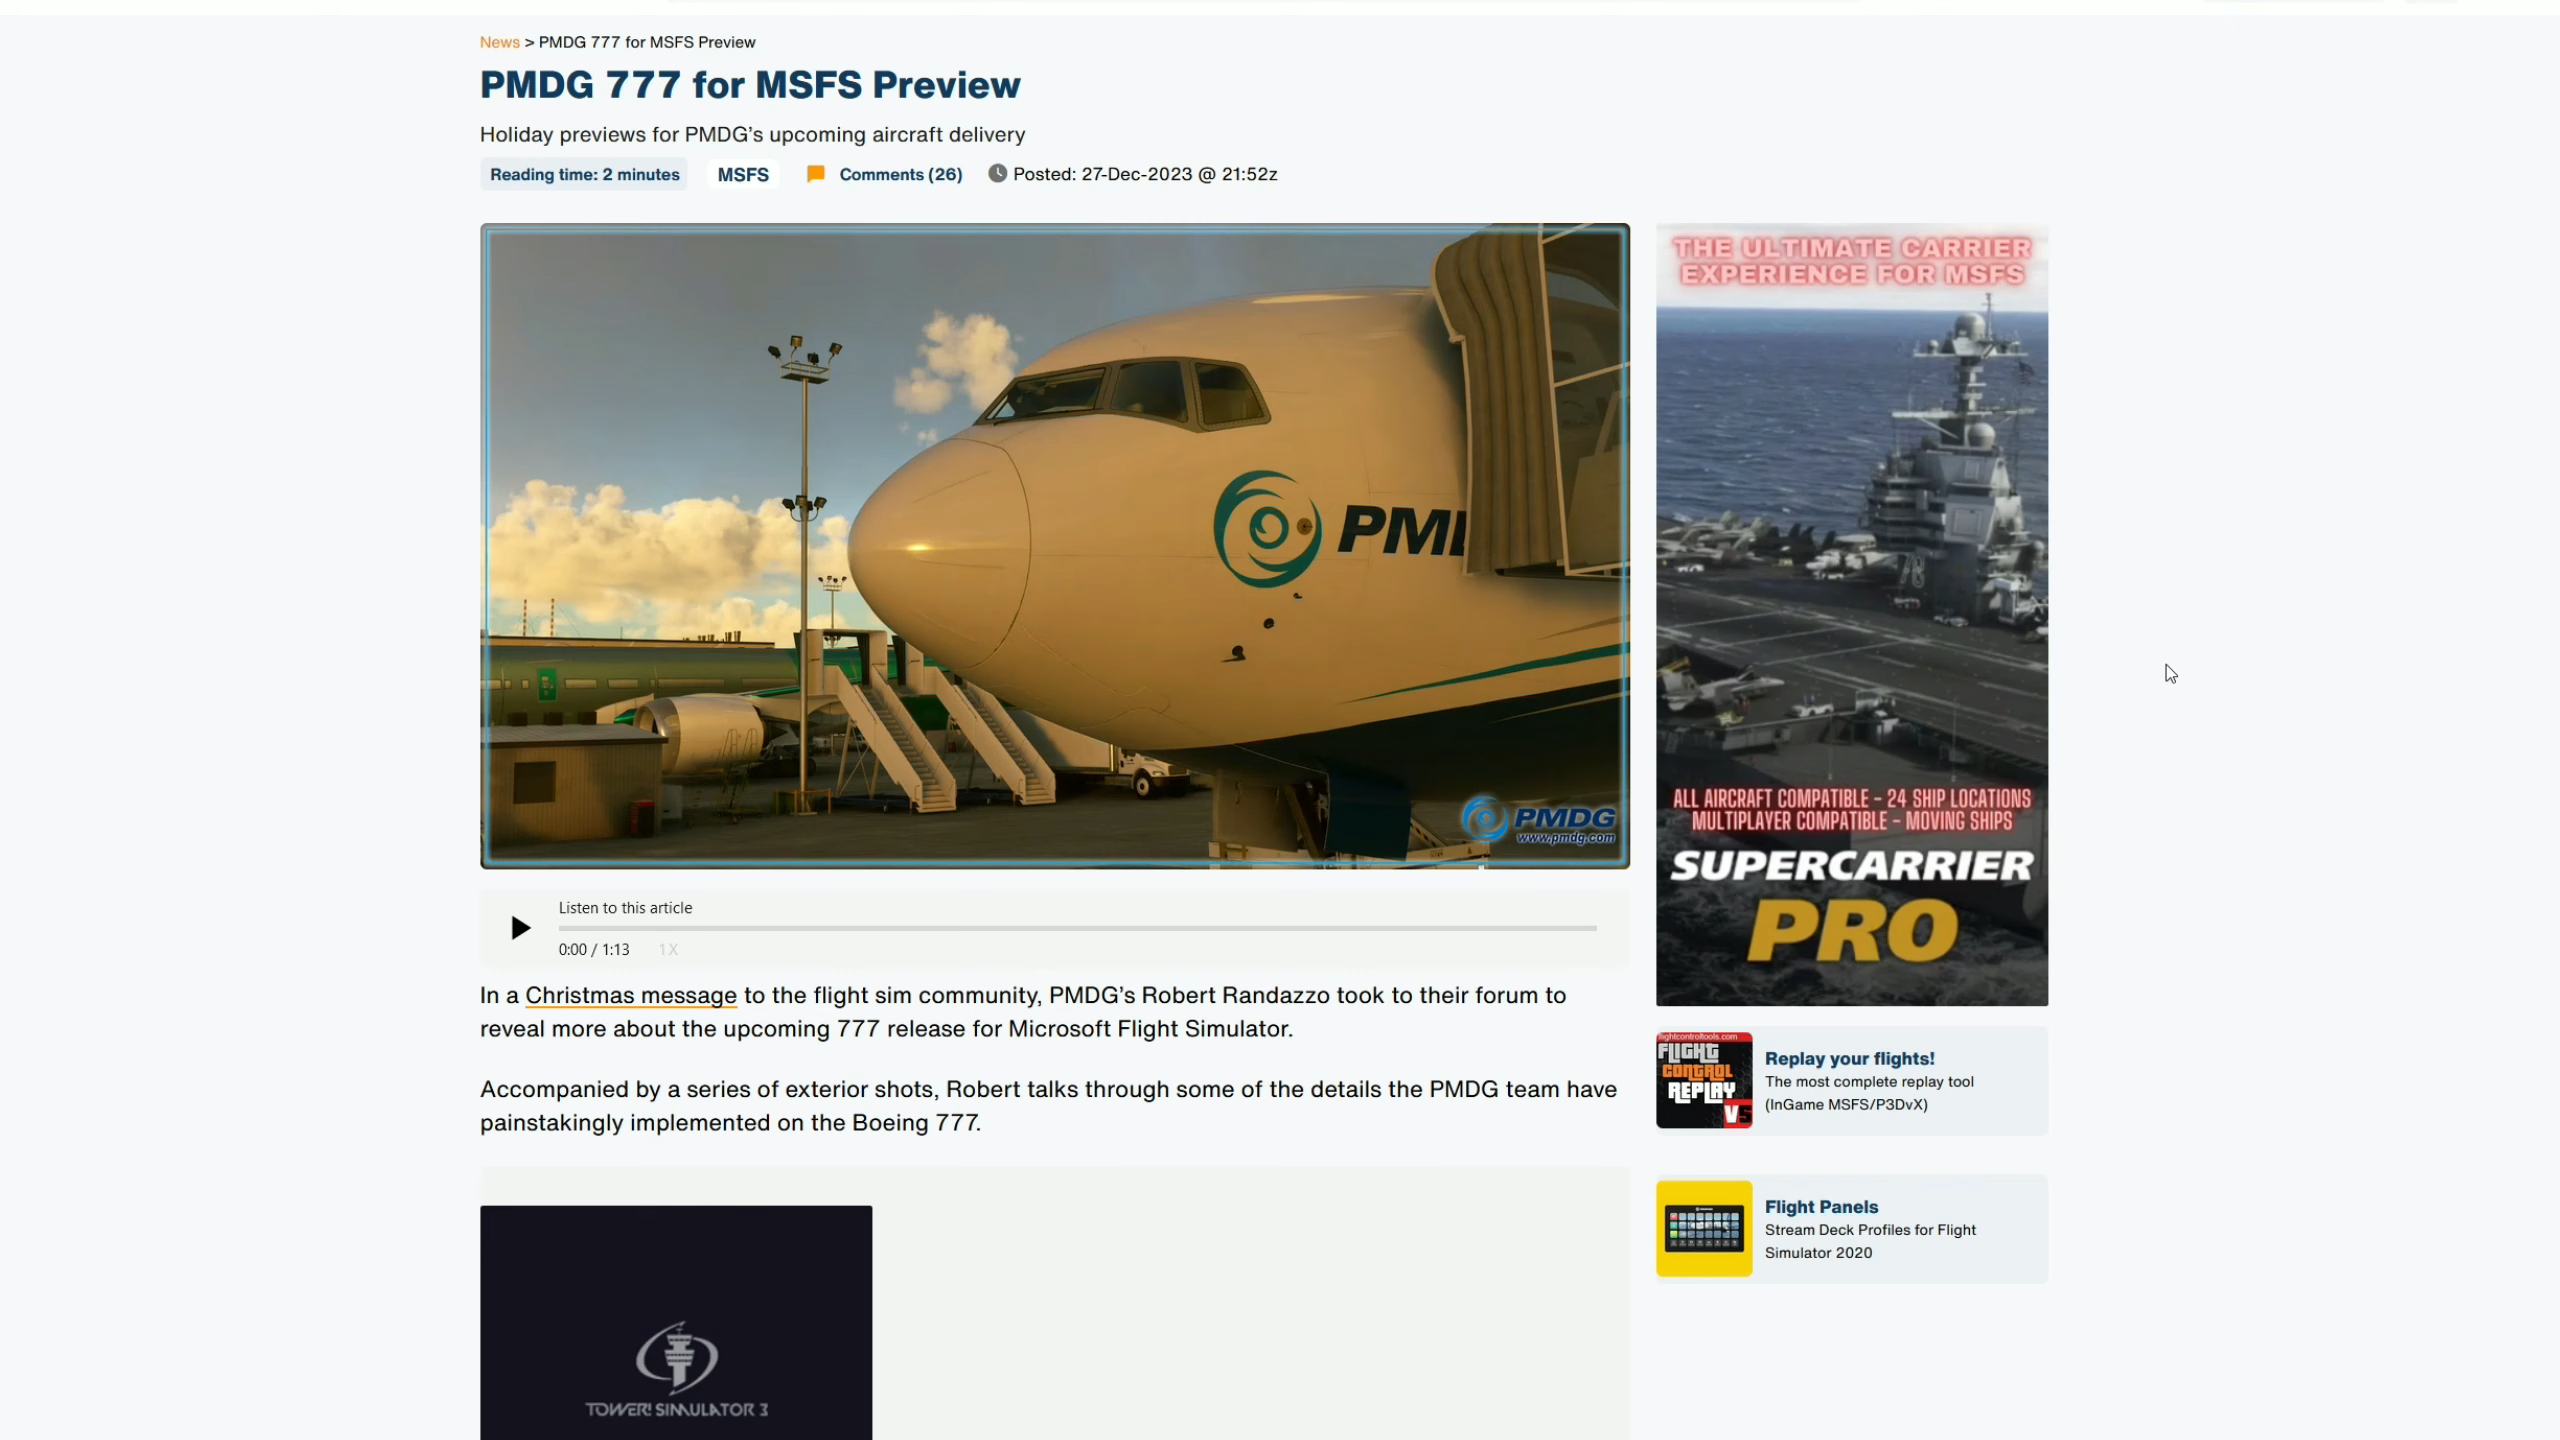 News > PMDG 777 for MSFS Preview
PMDG 777 for MSFS Preview
Holiday previews for PMDG’s upcoming aircraft delivery
Reading time: 2 minutes MSFS Comments (26) Posted: 27-Dec-2023 @ 21:52z
PMDG
www.pmdg.com
Listen to this article
0:00 / 1:13 1X
In a Christmas message to the flight sim community, PMDG’s Robert Randazzo took to their forum to
reveal more about the upcoming 777 release for Microsoft Flight Simulator.
Accompanied by a series of exterior shots, Robert talks through some of the details the PMDG team have
painstakingly implemented on the Boeing 777.
TOWER! SIMULATOR 3
THE ULTIMATE CARRIER
EXPERIENCE FOR MSFS
78
ALL AIRCRAFT COMPATIBLE - 24 SHIP LOCATIONS
MULTIPLAYER COMPATIBLE - MOVING SHIPS
SUPERCARRIER
PRO
flightcontroltools.com
FLIGHT
CONTROL
REPLAY
Replay your flights!
The most complete replay tool
(InGame MSFS/P3DvX)
Flight Panels
Stream Deck Profiles for Flight
Simulator 2020